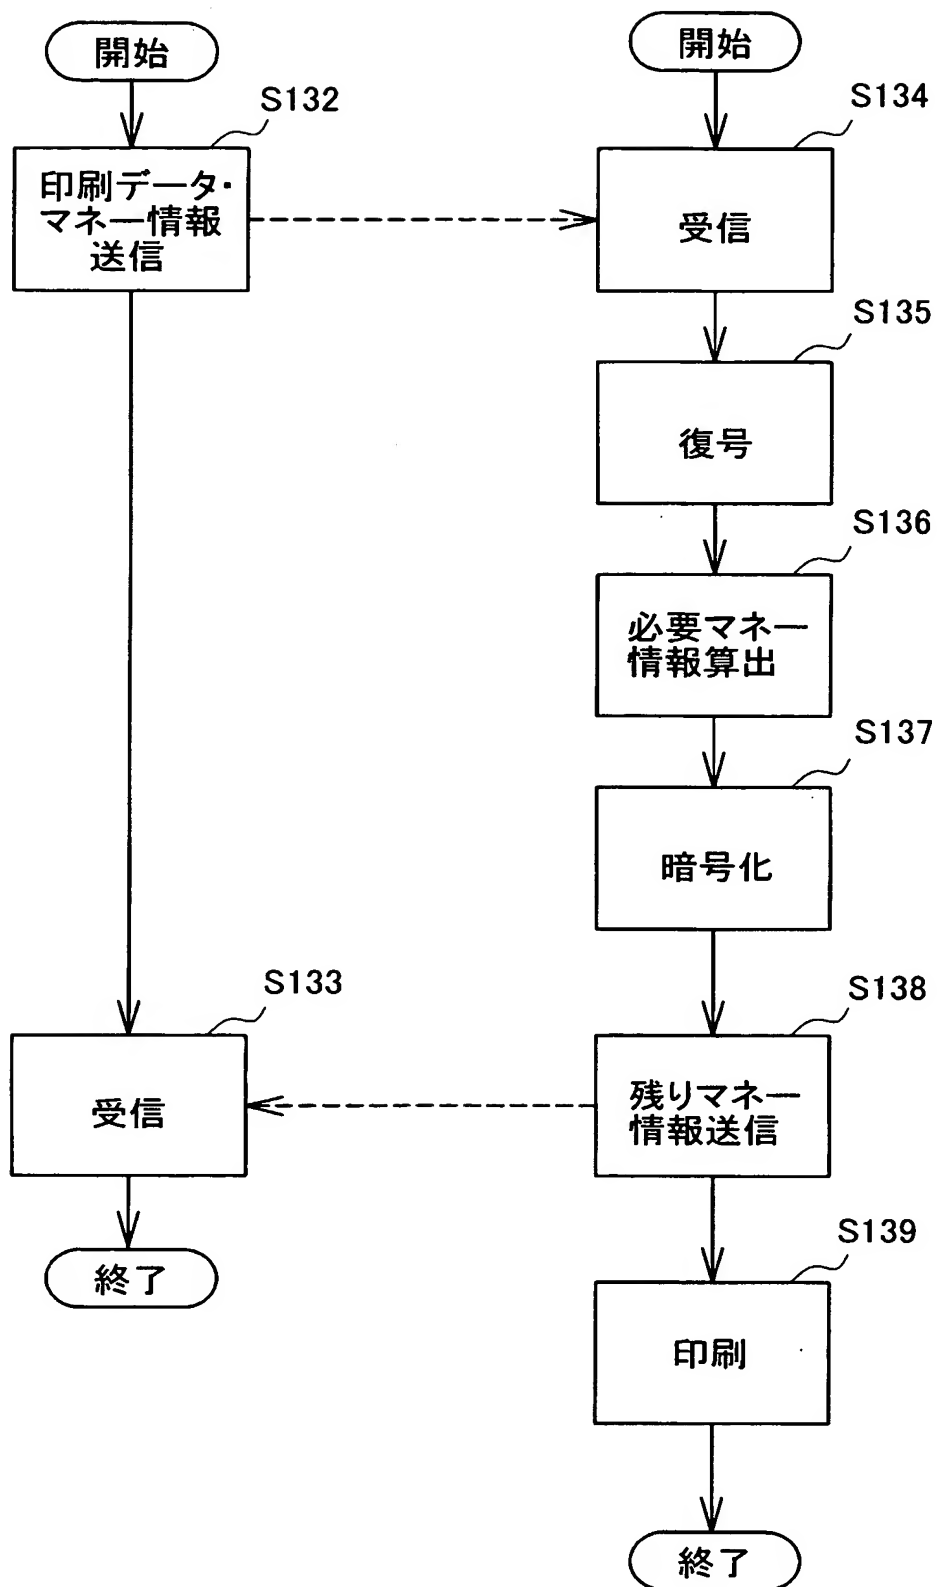 開始
S132
印刷データ・
マネー情報
送信
S133
受信
終了
開始
S134
受信
S135
復号
S136
必要マネー
情報算出
S137
暗号化
S138
残りマネー
情報送信
S139
印刷
終了